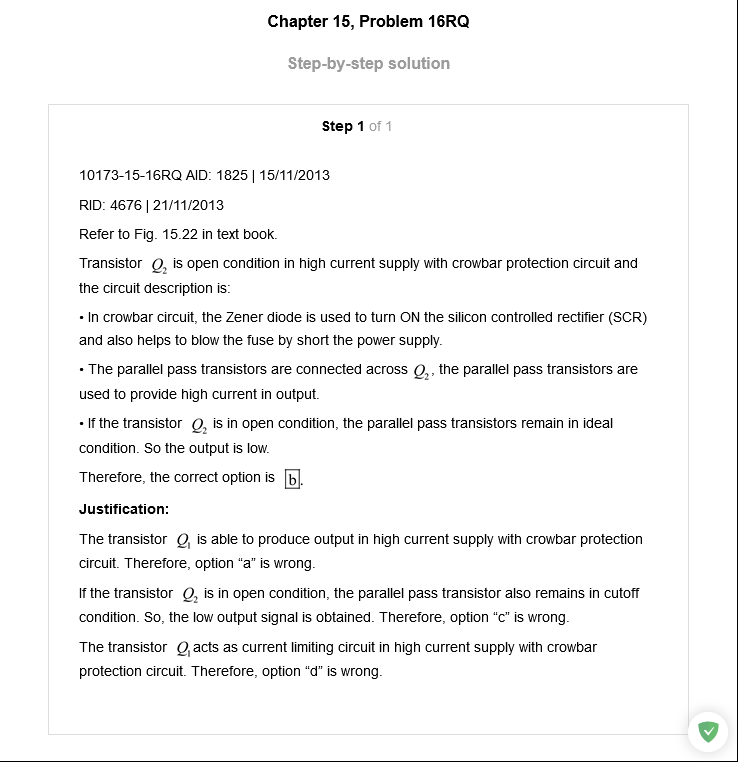 Chapter 15, Problem 16RQ
Step-by-step solution
Step 1 of 1
10173-15-16RQ AID: 1825 | 15/11/2013
RID: 4676 | 21/11/2013
Refer to Fig. 15.22 in text book.
Transistor Q₂ is open condition in high current supply with crowbar protection circuit and
the circuit description is:
• In crowbar circuit, the Zener diode is used to turn ON the silicon controlled rectifier (SCR)
and also helps to blow the fuse by short the power supply.
• The parallel pass transistors are connected across Q₂, the parallel pass transistors are
used to provide high current in output.
• If the transistor Q₂ is in open condition, the parallel pass transistors remain in ideal
condition. So the output is low.
Therefore, the correct option is b.
Justification:
The transistor Q₁ is able to produce output in high current supply with crowbar protection
circuit. Therefore, option “a” is wrong.
If the transistor Q₂ is in open condition, the parallel pass transistor also remains in cutoff
condition. So, the low output signal is obtained. Therefore, option “c” is wrong.
The transistor Q₁ acts as current limiting circuit in high current supply with crowbar
protection circuit. Therefore, option “d” is wrong.